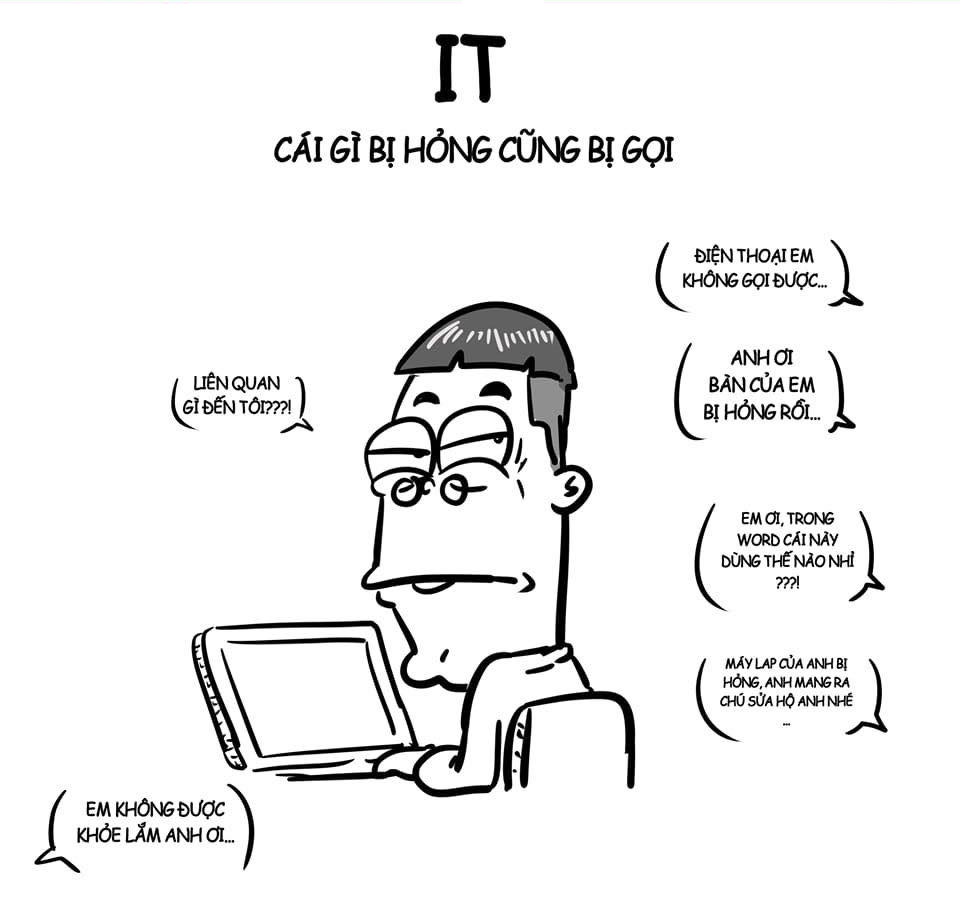 IT
CÁI GÌ BỊ HỎNG CŨNG BỊ GỌI
ĐIỆN THOẠI EM
KHÔNG GỌI ĐƯỢC...
LIÊN QUAN
GÌ ĐẾN TÔI???!
ANH ƠI
BÀN CỦA EM
BỊ HỎNG RỒI...
EM ƠI, TRONG
WORD CÁI NÀY
DÙNG THẾ NÀO NHỈ
???!
MÁY LAP CỦA ANH BỊ
HỎNG, ANH MANG RA
CHÚ SỬA HỘ ANH NHÉ
...
EM KHÔNG ĐƯỢC
KHỎE LẮM ANH ƠI...